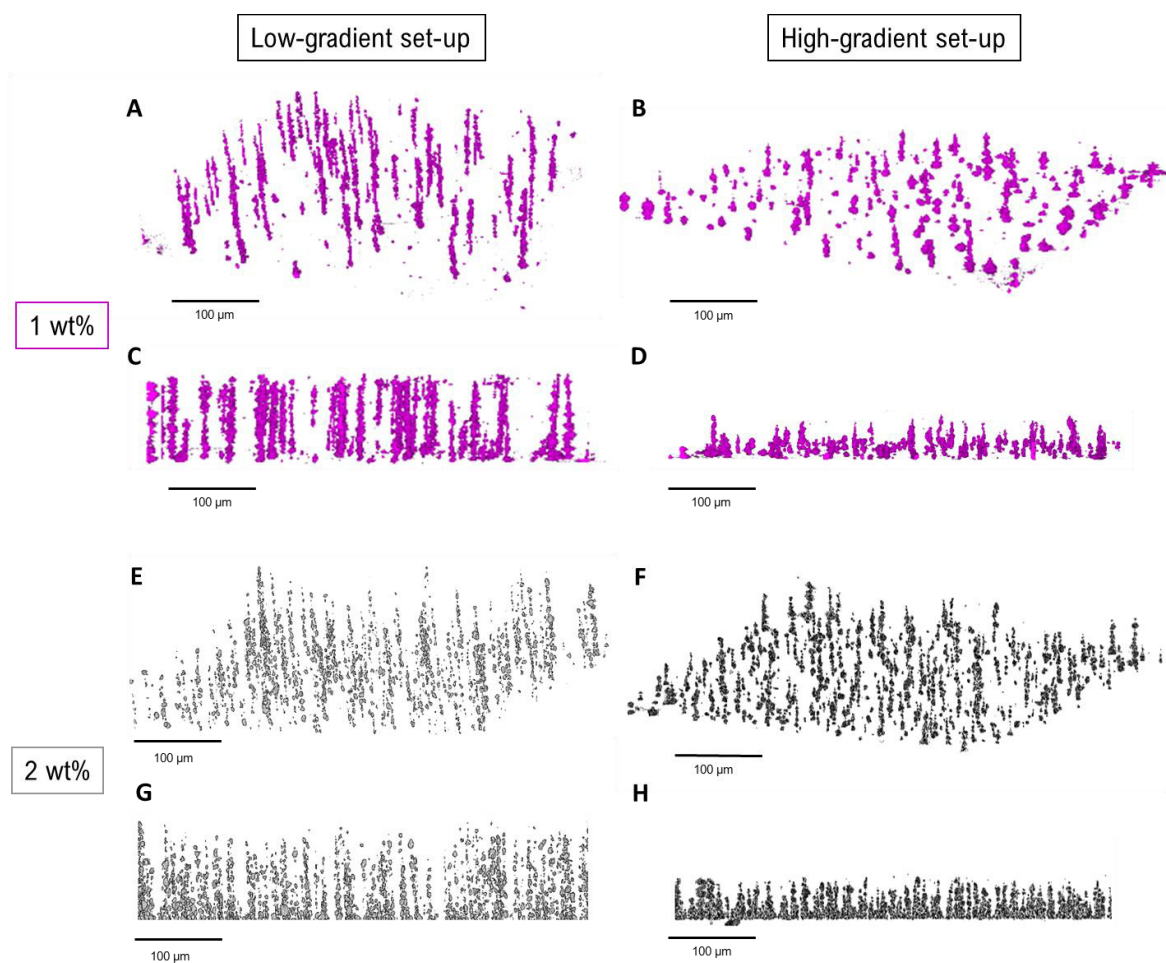 Low-gradient set-up
High-gradient set-up
A
B
100 µm
100 µm
1 wt%
C
D
100 µm
100 µm
E
F
100 µm
100 µm
2 wt%
G
H
100 µm
100 µm